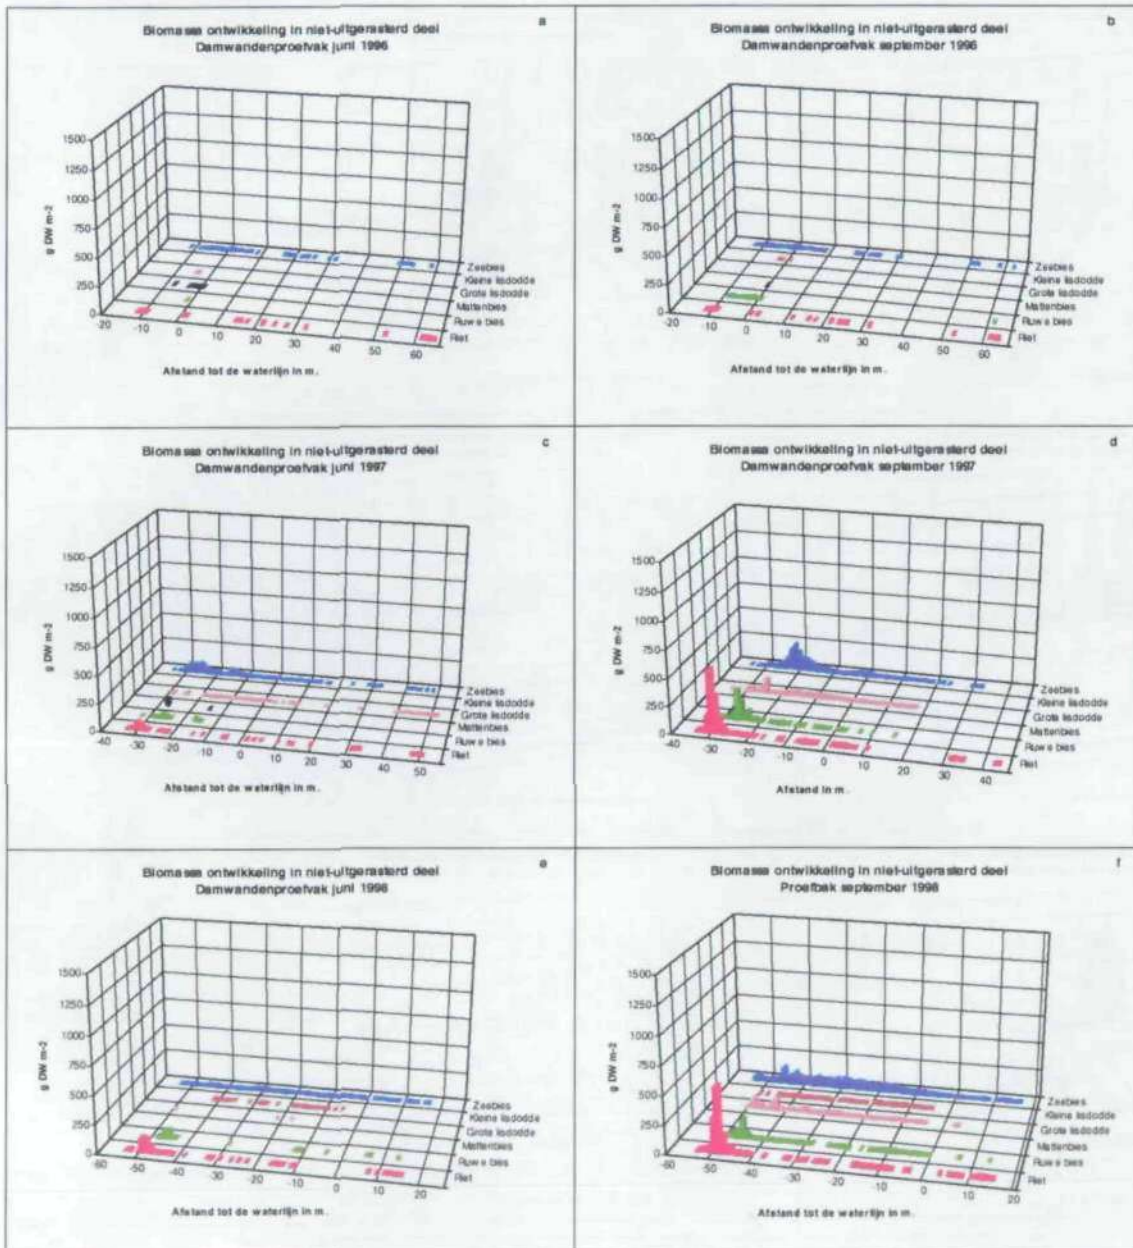 a
Biomassa ontwikkeling in niet-uitgerasterd deel
Damwandenproefvak juni 1996
1500
1250
1000
750
500
250
0
g DW m-2
-20 -10 0 10 20 30 40 50 60
Zeebies
Kleine lisdodde
Grote lisdodde
Mattenbies
Ruwe bies
Riet
Afstand tot de waterlijn in m.
b
Biomassa ontwikkeling in niet-uitgerasterd deel
Damwandenproefvak september 1996
1500
1250
1000
750
500
250
0
g DW m-2
-20 -10 0 10 20 30 40 50 60
Zeebies
Kleine lisdodde
Grote lisdodde
Mattenbies
Ruwe bies
Riet
Afstand tot de waterlijn in m.
c
Biomassa ontwikkeling in niet-uitgerasterd deel
Damwandenproefvak juni 1997
1500
1250
1000
750
500
250
0
g DW m-2
-40 -30 -20 -10 0 10 20 30 40 50
Zeebies
Kleine lisdodde
Grote lisdodde
Mattenbies
Ruwe bies
Riet
Afstand tot de waterlijn in m.
d
Biomassa ontwikkeling in niet-uitgerasterd deel
Damwandenproefvak september 1997
1500
1250
1000
750
500
250
0
g DW m-2
-40 -30 -20 -10 0 10 20 30 40
Zeebies
Kleine lisdodde
Grote lisdodde
Mattenbies
Ruwe bies
Riet
Afstand in m.
e
Biomassa ontwikkeling in niet-uitgerasterd deel
Damwandenproefvak juni 1998
1500
1250
1000
750
500
250
0
g DW m-2
-60 -50 -40 -30 -20 -10 0 10 20
Zeebies
Kleine lisdodde
Grote lisdodde
Mattenbies
Ruwe bies
Riet
Afstand tot de waterlijn in m.
f
Biomassa ontwikkeling in niet-uitgerasterd deel
Proefbak september 1998
1500
1250
1000
750
500
250
0
g DW m-2
-60 -50 -40 -30 -20 -10 0 10 20
Zeebies
Kleine lisdodde
Grote lisdodde
Mattenbies
Ruwe bies
Riet
Afstand tot de waterlijn in m.